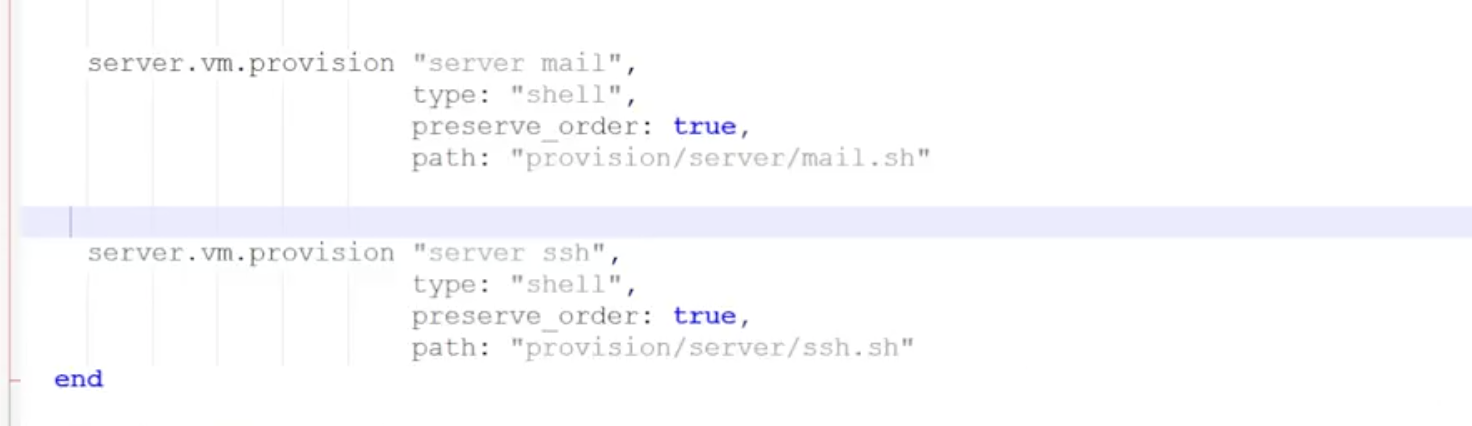 server.vm.provision "server mail",
type: "shell",
preserve_order: true,
path: "provision/server/mail.sh"
server.vm.provision "server ssh",
type: "shell",
preserve_order: true,
path: "provision/server/ssh.sh"
end